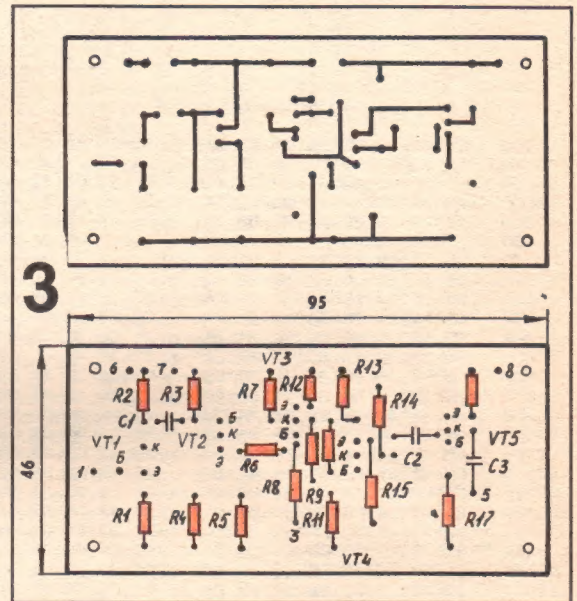 3
95
46
6 7 VT3 8
R2 R3 R7 R12 R13 R14
C1 Б К Э
VT1 VT2 Э К Б
К Б Э
1 Б Э R6 C2 Э К Б VT5
R8 R9 Э К Б R15 C3
R1 R4 R5 3 R11 5 R17
VT4